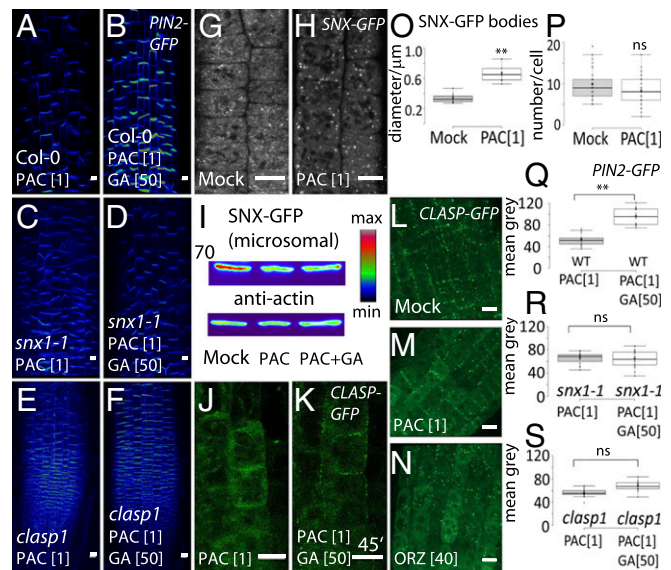 A
Col-0
PAC [1]
B
PIN2-
GFP
Col-0
PAC [1]
GA [50]
C
snx1-1
PAC [1]
D
snx1-1
PAC [1]
GA [50]
E
clasp1
PAC [1]
F
clasp1
PAC [1]
GA [50]
G
Mock
H
SNX-GFP
PAC [1]
I
SNX-GFP
(microsomal)
max
min
70
anti-actin
Mock PAC PAC+GA
J
PAC [1]
K
CLASP-
GFP
PAC [1]
GA [50]
45'
L
CLASP-GFP
Mock
M
PAC [1]
N
ORZ [40]
O
SNX-GFP bodies
diameter/µm
1.0
0.6
0.2
**
Mock PAC[1]
P
number/cell
20
10
0
ns
Mock PAC[1]
Q
PIN2-GFP
mean grey
120
80
40
0
**
WT WT
PAC[1] PAC[1]
GA[50]
R
mean grey
120
80
40
0
ns
snx1-1 snx1-1
PAC[1] PAC[1]
GA[50]
S
mean grey
120
80
40
0
ns
clasp1 clasp1
PAC[1] PAC[1]
GA[50]